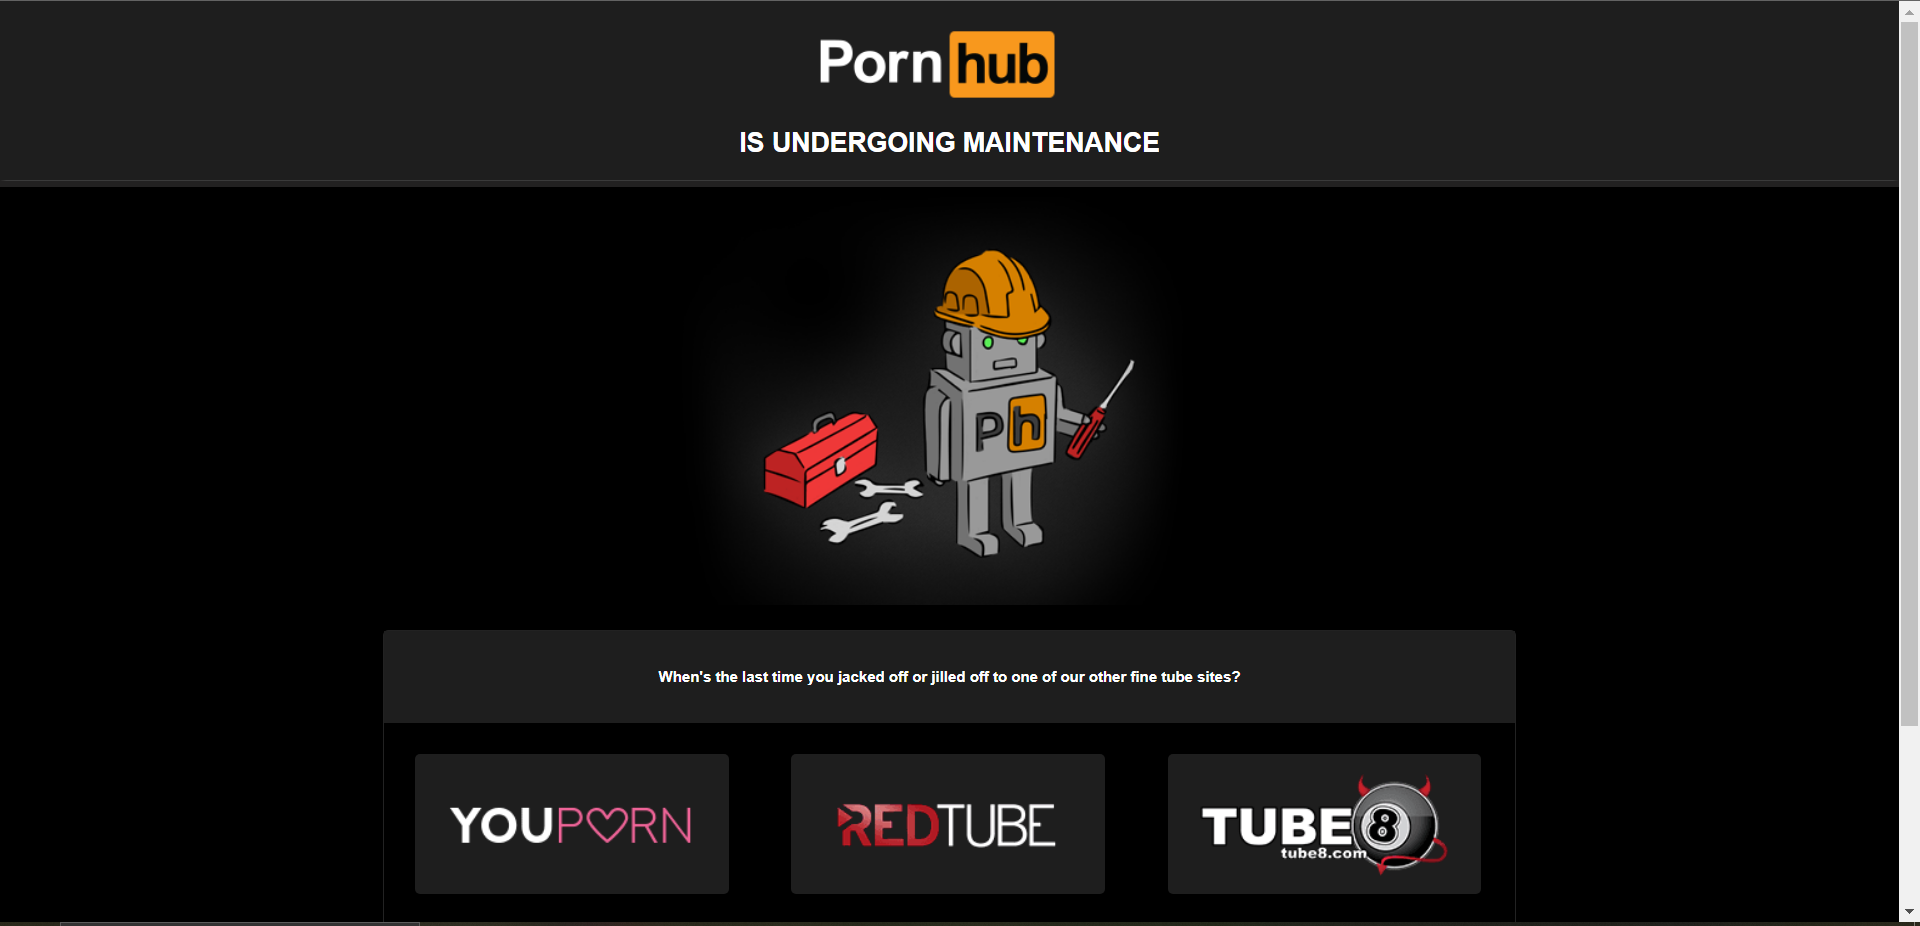 Pornhub
IS UNDERGOING MAINTENANCE
Ph
When's the last time you jacked off or jilled off to one of our other fine tube sites?
YOUPORN
REDTUBE
TUBE8
tube8.com